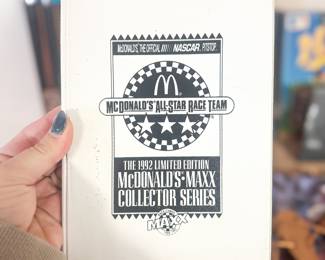 McDONALD'S, THE OFFICIAL NASCAR PITSTOP
McDONALD'S ALL-STAR RACE TEAM
THE 1992 LIMITED EDITION
McDONALD'S MAXX
COLLECTOR SERIES
MAXX